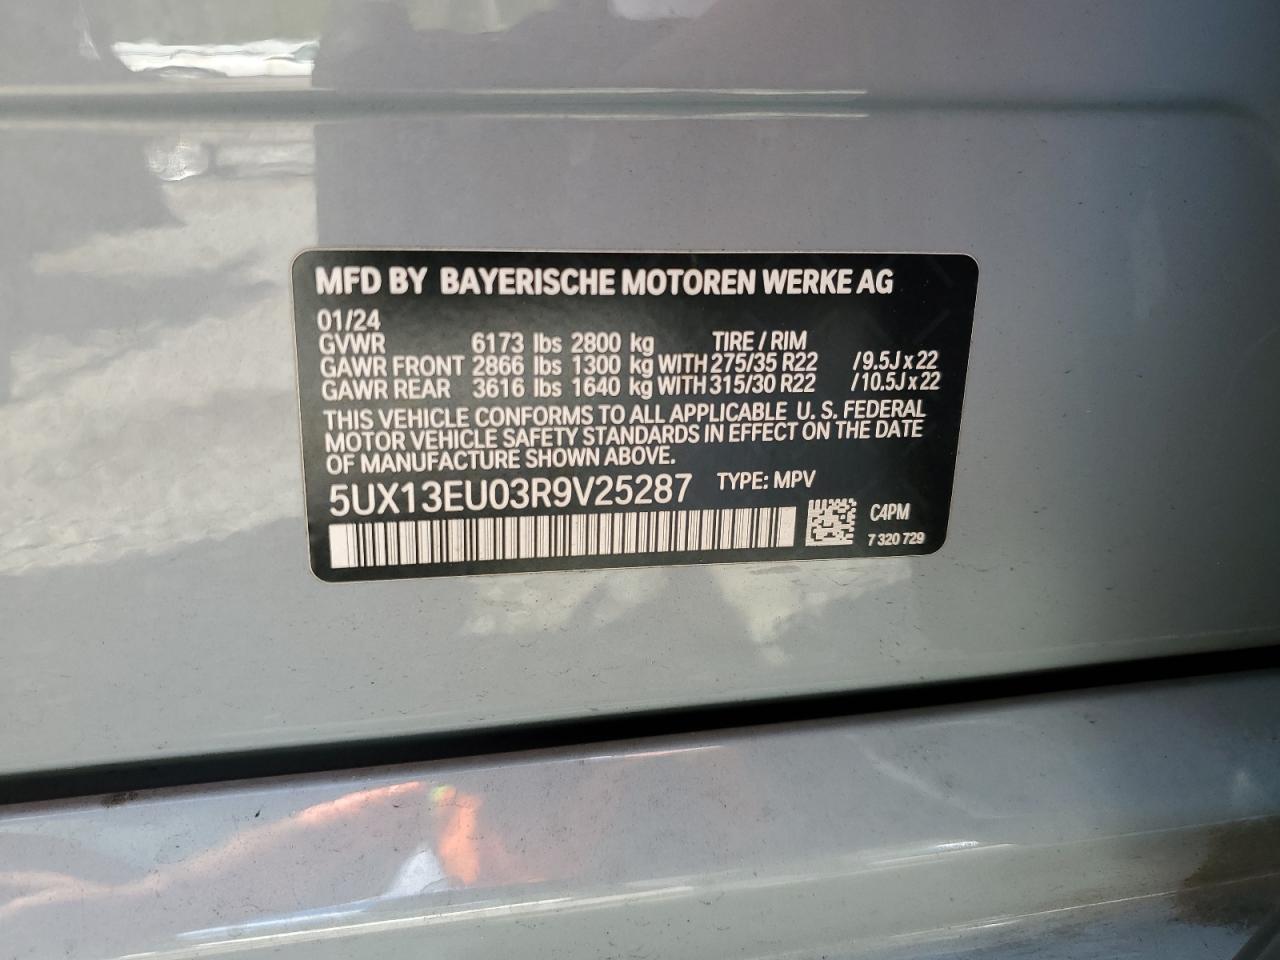 MFD BY BAYERISCHE MOTOREN WERKE AG
01/24
GVWR 6173 lbs 2800 kg TIRE / RIM
GAWR FRONT 2866 lbs 1300 kg WITH 275/35 R22 / 9.5J x 22
GAWR REAR 3616 lbs 1640 kg WITH 315/30 R22 / 10.5J x 22
THIS VEHICLE CONFORMS TO ALL APPLICABLE U. S. FEDERAL
MOTOR VEHICLE SAFETY STANDARDS IN EFFECT ON THE DATE
OF MANUFACTURE SHOWN ABOVE.
5UX13EU03R9V25287 TYPE: MPV
C4PM
7 320 729